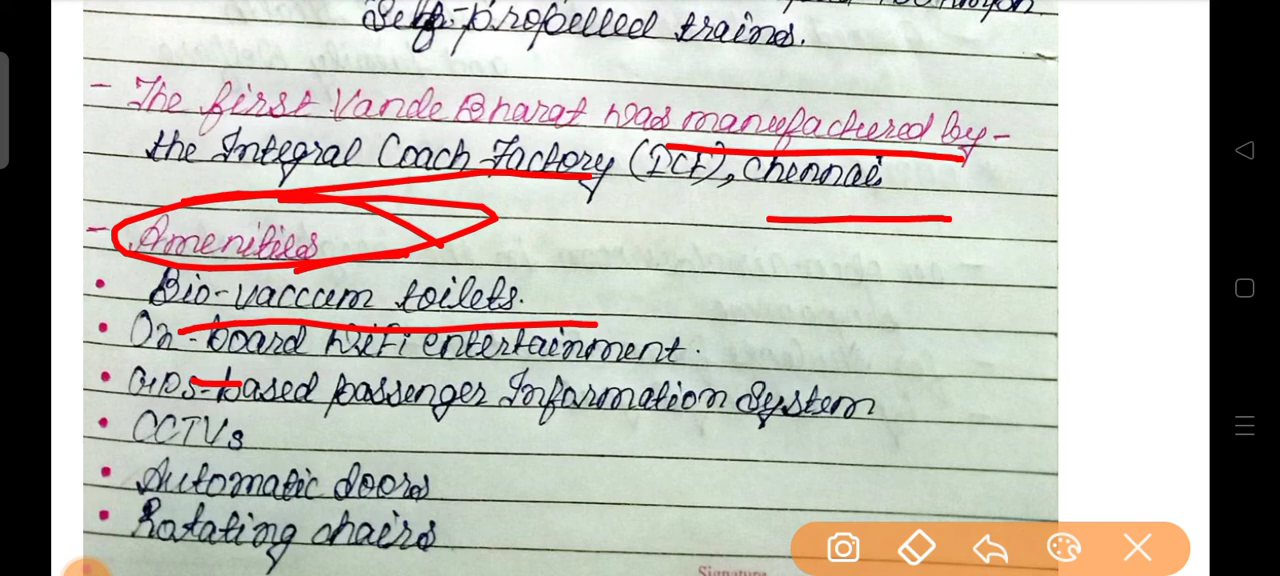 Self-propelled trains.
- The first Vande Bharat was manufactured by-
the Integral Coach Factory (ICF), Chennai
- Amenities
• Bio-vaccum toilets.
• On-board WiFi entertainment.
• GPS-based passenger Information System
• CCTVs
• Automatic doors
• Rotating chairs
Signature